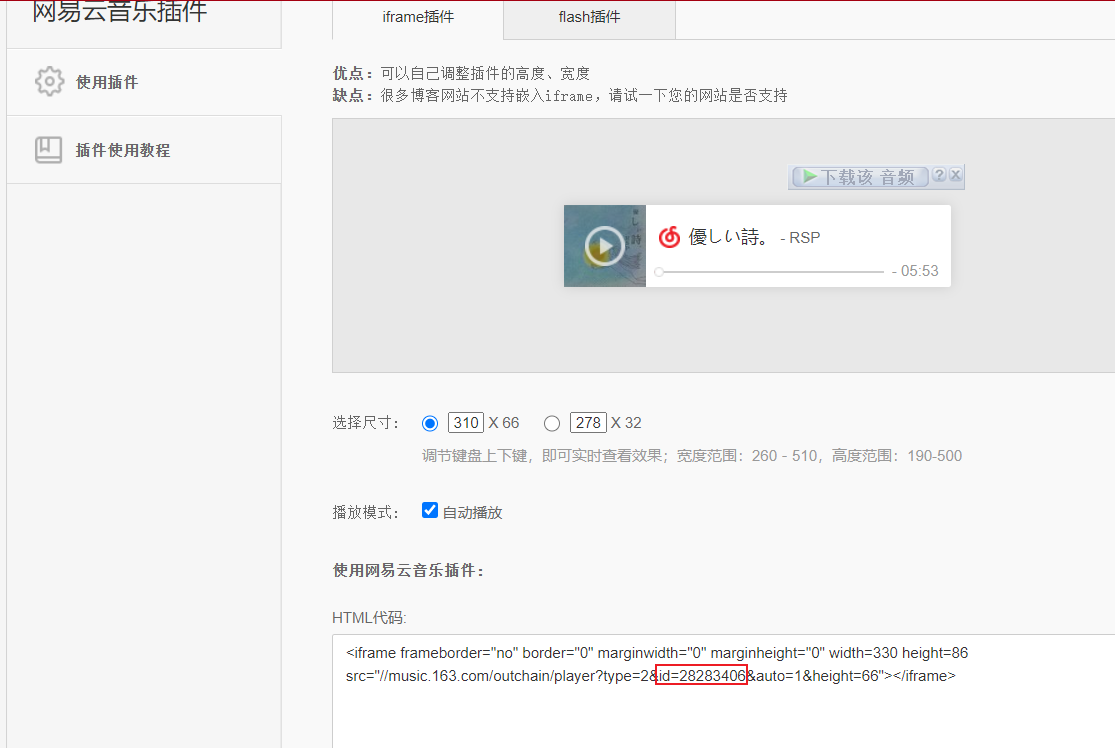 网易云音乐插件
使用插件
插件使用教程
iframe插件
flash插件
优点：可以自己调整插件的高度、宽度
缺点：很多博客网站不支持嵌入iframe，请试一下您的网站是否支持
下载该 音频 ? X
優しい詩。 - RSP
- 05:53
选择尺寸： 310 X 66 278 X 32
调节键盘上下键，即可实时查看效果；宽度范围：260 - 510，高度范围：190-500
播放模式： 自动播放
使用网易云音乐插件：
HTML代码:
<iframe frameborder="no" border="0" marginwidth="0" marginheight="0" width=330 height=86
src="//music.163.com/outchain/player?type=2&id=28283406&auto=1&height=66"></iframe>